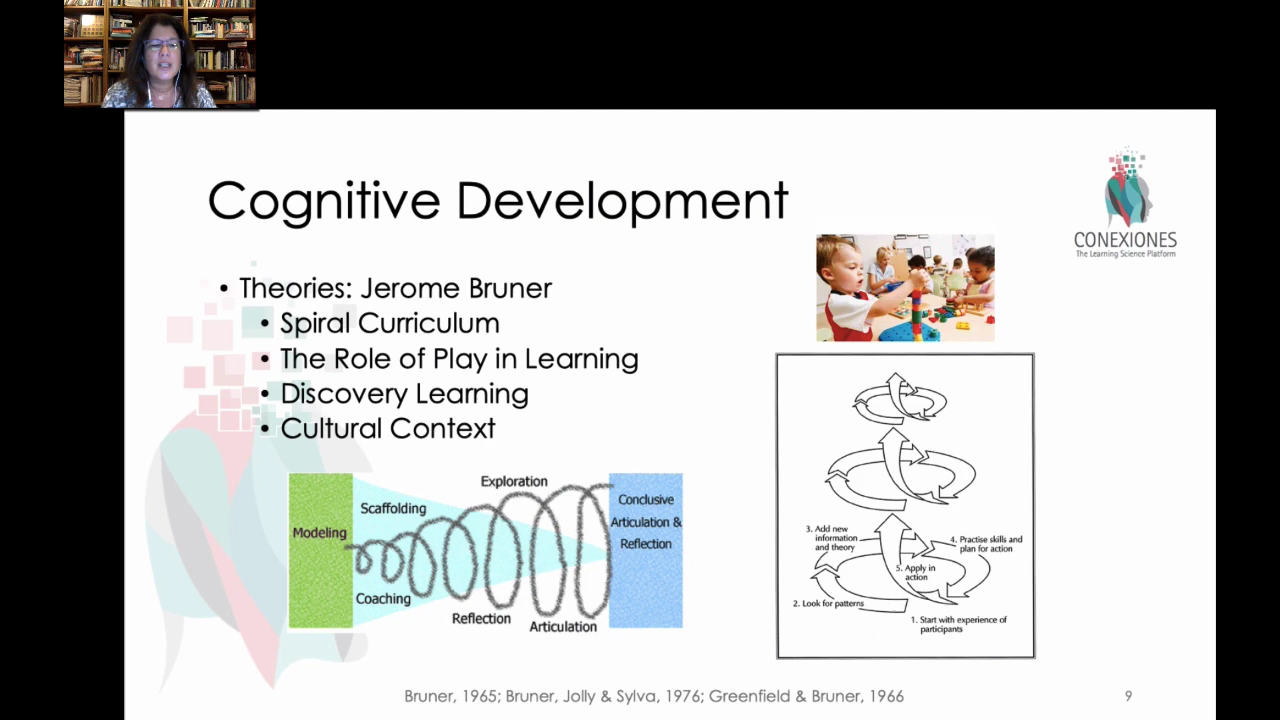 Cognitive Development
CONEXIONES
The Learning Science Platform
• Theories: Jerome Bruner
• Spiral Curriculum
• The Role of Play in Learning
• Discovery Learning
• Cultural Context
Modeling
Scaffolding
Coaching
Exploration
Reflection
Articulation
Conclusive
Articulation &
Reflection
3. Add new
information
and theory
4. Practise skills and
plan for action
5. Apply in
action
2. Look for patterns
1. Start with experience of
participants
Bruner, 1965; Bruner, Jolly & Sylva, 1976; Greenfield & Bruner, 1966
9